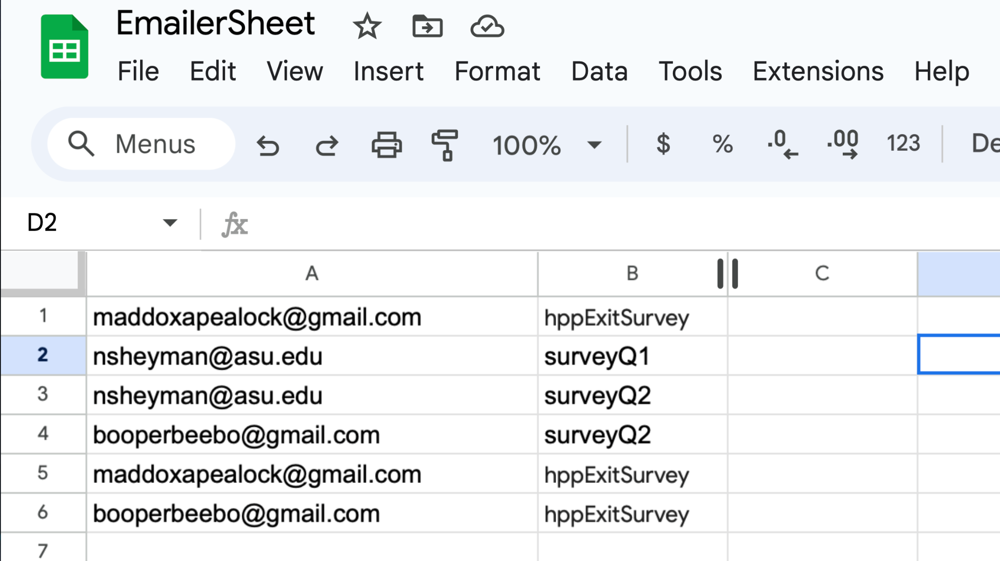 EmailerSheet
File Edit View Insert Format Data Tools Extensions Help
Menus 100% $ % .0 .00 123 De
D2 fx
A B C
1 maddoxapealock@gmail.com hppExitSurvey
2 nsheyman@asu.edu surveyQ1
3 nsheyman@asu.edu surveyQ2
4 booperbeebo@gmail.com surveyQ2
5 maddoxapealock@gmail.com hppExitSurvey
6 booperbeebo@gmail.com hppExitSurvey
7